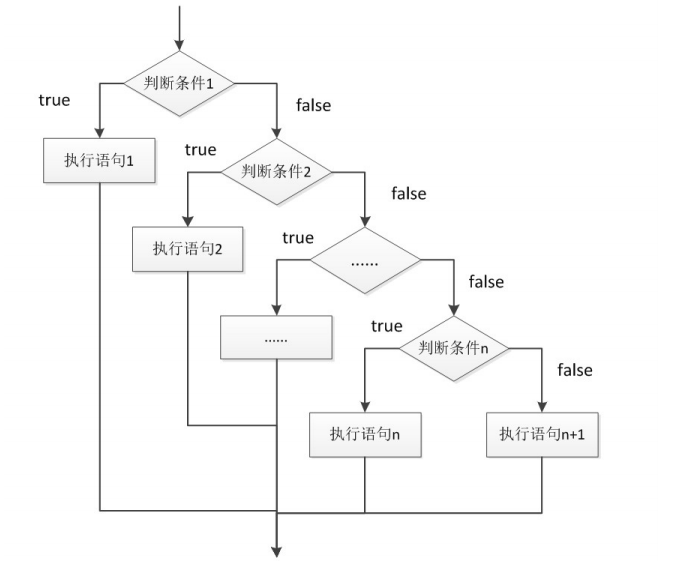 判断条件1
true
false
执行语句1
true
判断条件2
false
执行语句2
true
......
false
......
true
判断条件n
false
执行语句n
执行语句n+1